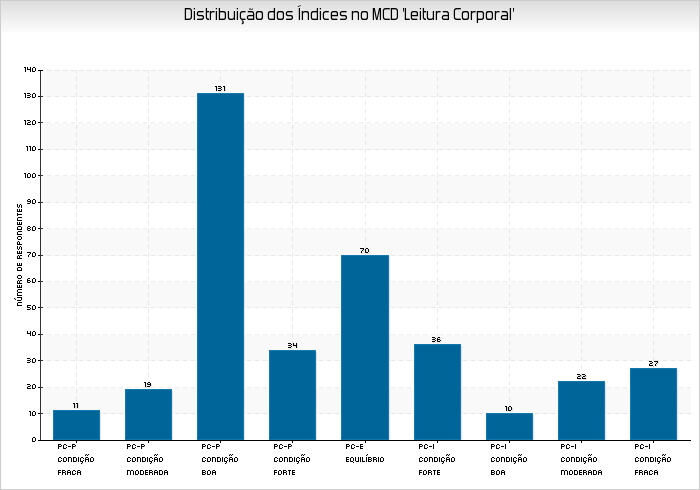 Distribuição dos Índices no MCD 'Leitura Corporal'
NÚMERO DE RESPONDENTES
140
130
120
110
100
90
80
70
60
50
40
30
20
10
0
11
19
131
34
70
36
10
22
27
PC-P
CONDIÇÃO
FRACA
PC-P
CONDIÇÃO
MODERADA
PC-P
CONDIÇÃO
BOA
PC-P
CONDIÇÃO
FORTE
PC-E
EQUILÍBRIO
PC-I
CONDIÇÃO
FORTE
PC-I
CONDIÇÃO
BOA
PC-I
CONDIÇÃO
MODERADA
PC-I
CONDIÇÃO
FRACA